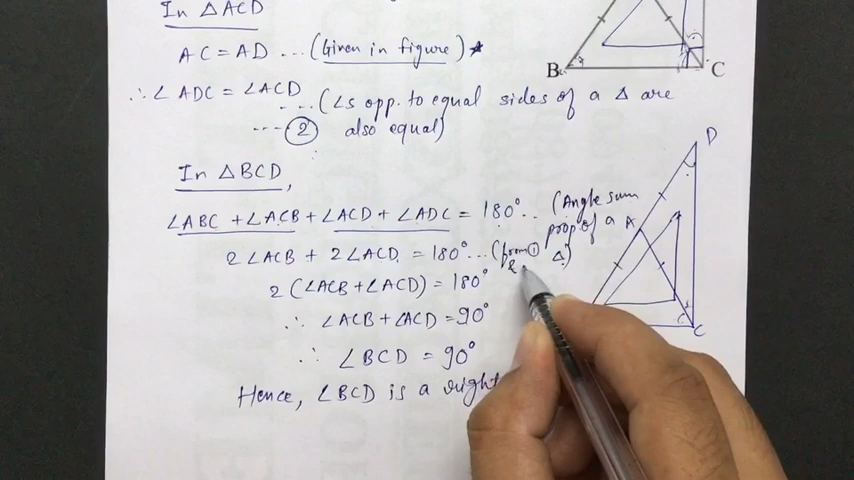 In △ACD
AC = AD ... (Given in figure)
∴ ∠ADC = ∠ACD .... (∠s opp. to equal sides of a △ are
.... ② also equal)
In △BCD,
∠ABC + ∠ACB + ∠ACD + ∠ADC = 180° .. (Angle sum prop of a △)
2∠ACB + 2∠ACD = 180° ... (from ① &
2 (∠ACB + ∠ACD) = 180°
∴ ∠ACB + ∠ACD = 90°
∴ ∠BCD = 90°
Hence, ∠BCD is a right
B
C
D
A
C